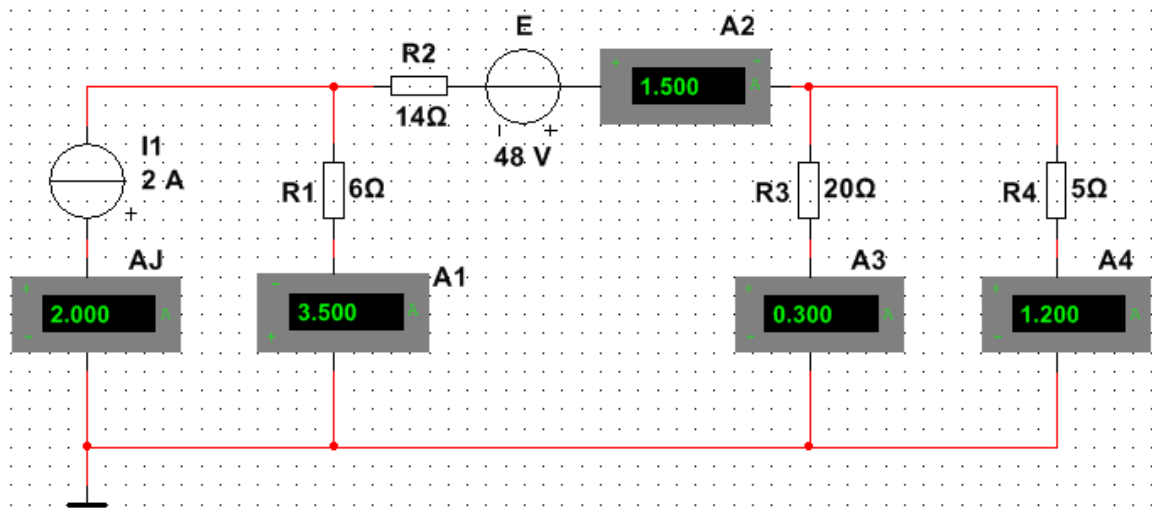 E
A2
R2
1.500 A
14Ω
48 V
I1
2 A
R1 6Ω
R3 20Ω
R4 5Ω
AJ
A1
A3
A4
2.000 A
3.500 A
0.300 A
1.200 A